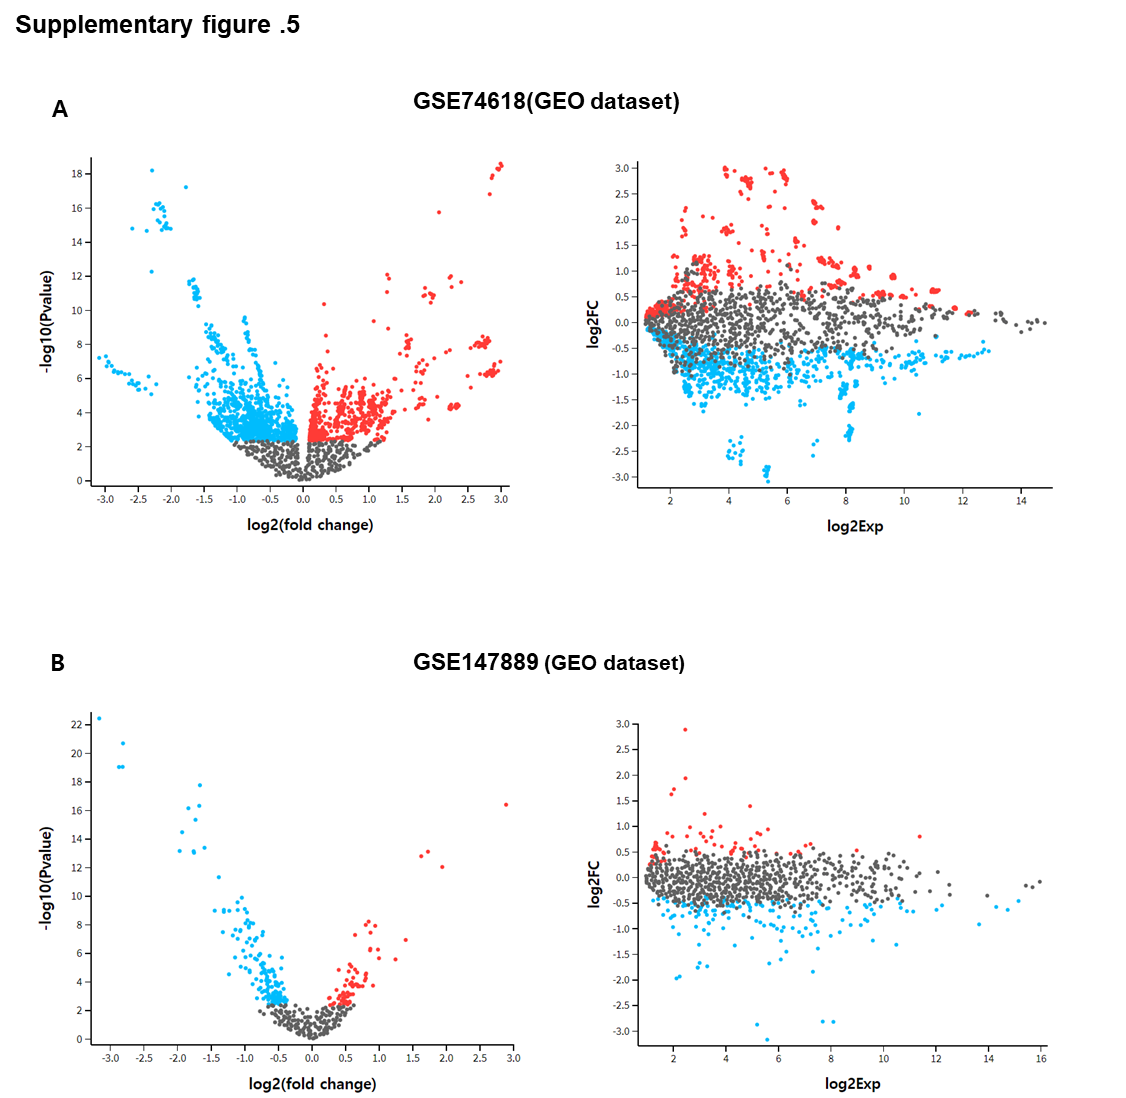 Supplementary figure .5
A
GSE74618(GEO dataset)
18
16
14
12
10
8
6
4
2
0
-log10(Pvalue)
-3.0 -2.5 -2.0 -1.5 -1.0 -0.5 0.0 0.5 1.0 1.5 2.0 2.5 3.0
log2(fold change)
3.0
2.5
2.0
1.5
1.0
0.5
0.0
-0.5
-1.0
-1.5
-2.0
-2.5
-3.0
log2FC
2 4 6 8 10 12 14
log2Exp
B
GSE147889 (GEO dataset)
22
20
18
16
14
12
10
8
6
4
2
0
-log10(Pvalue)
-3.0 -2.5 -2.0 -1.5 -1.0 -0.5 0.0 0.5 1.0 1.5 2.0 2.5 3.0
log2(fold change)
3.0
2.5
2.0
1.5
1.0
0.5
0.0
-0.5
-1.0
-1.5
-2.0
-2.5
-3.0
log2FC
2 4 6 8 10 12 14 16
log2Exp